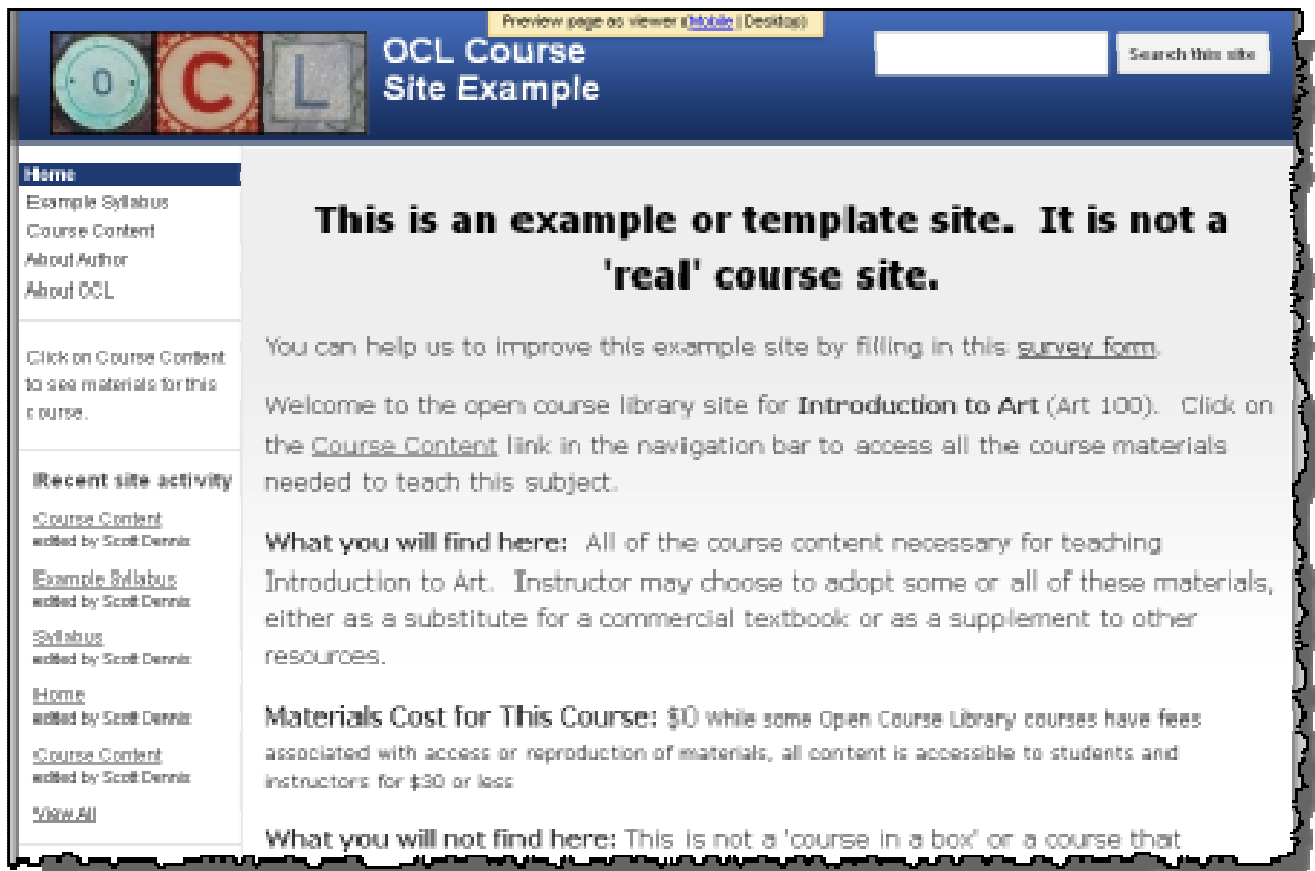 Preview page as viewer (Mobile | Desktop)
O C L
OCL Course
Site Example
Search this site
Home
Example Syllabus
Course Content
About Author
About OCL
Click on Course Content
to see materials for this
course.
Recent site activity
Course Content
edited by Scott Dennis
Example Syllabus
edited by Scott Dennis
Syllabus
edited by Scott Dennis
Home
edited by Scott Dennis
Course Content
edited by Scott Dennis
View All
This is an example or template site.  It is not a
'real' course site.
You can help us to improve this example site by filling in this survey form.
Welcome to the open course library site for Introduction to Art (Art 100).  Click on
the Course Content link in the navigation bar to access all the course materials
needed to teach this subject.
What you will find here:  All of the course content necessary for teaching
Introduction to Art.  Instructor may choose to adopt some or all of these materials,
either as a substitute for a commercial textbook or as a supplement to other
resources.
Materials Cost for This Course: $0 While some Open Course Library courses have fees
associated with access or reproduction of materials, all content is accessible to students and
instructors for $30 or less
What you will not find here: This is not a 'course in a box' or a course that